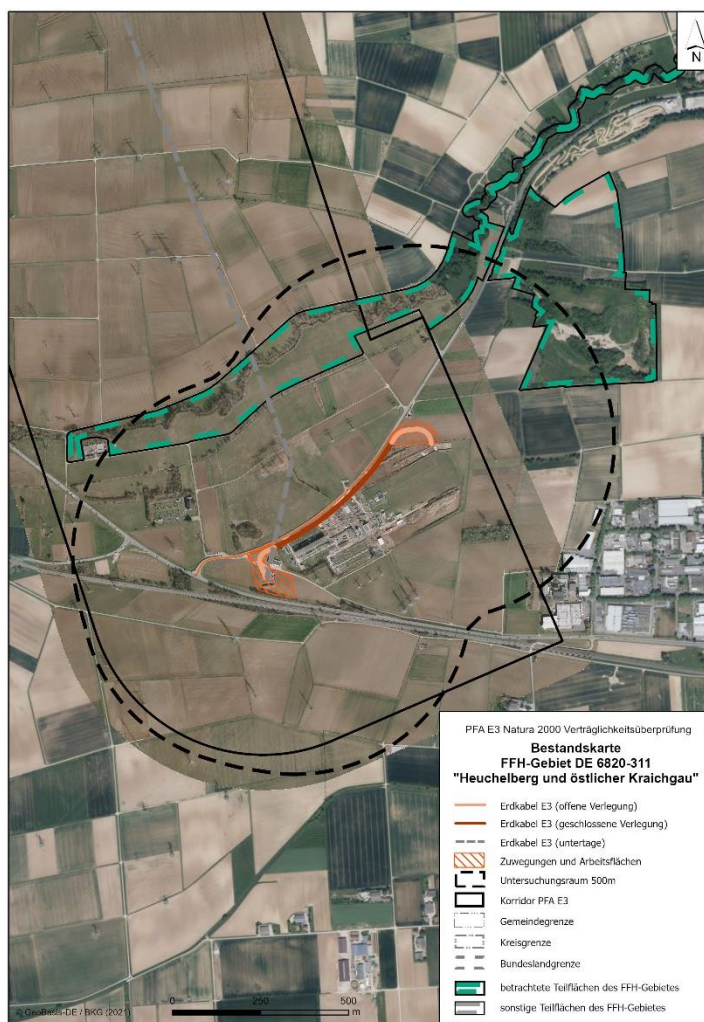 N
PFA E3 Natura 2000 Verträglichkeitsüberprüfung
Bestandskarte
FFH-Gebiet DE 6820-311
"Heuchelberg und östlicher Kraichgau"
Erdkabel E3 (offene Verlegung)
Erdkabel E3 (geschlossene Verlegung)
Erdkabel E3 (untertage)
Zuwegungen und Arbeitsflächen
Untersuchungsraum 500m
Korridor PFA E3
Gemeindegrenze
Kreisgrenze
Bundeslandgrenze
betrachtete Teilflächen des FFH-Gebietes
sonstige Teilflächen des FFH-Gebietes
© GeoBasis-DE / BKG (2021)
0 250 500
m